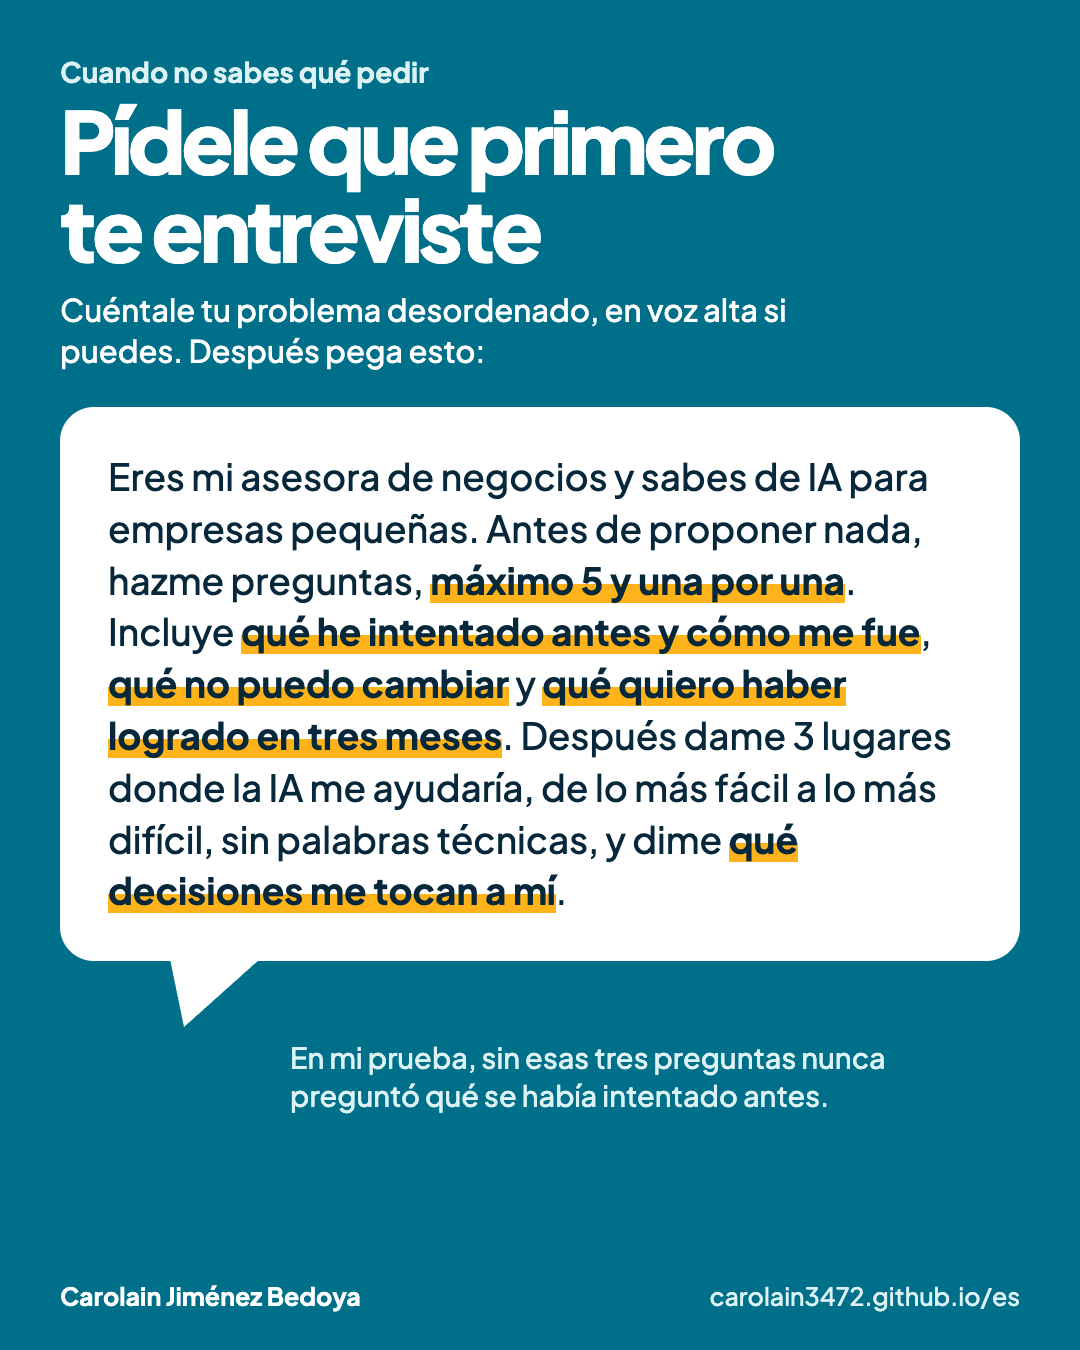 Cuando no sabes qué pedir
Pídele que primero
te entreviste
Cuéntale tu problema desordenado, en voz alta si
puedes. Después pega esto:
Eres mi asesora de negocios y sabes de IA para
empresas pequeñas. Antes de proponer nada,
hazme preguntas, máximo 5 y una por una.
Incluye qué he intentado antes y cómo me fue,
qué no puedo cambiar y qué quiero haber
logrado en tres meses. Después dame 3 lugares
donde la IA me ayudaría, de lo más fácil a lo más
difícil, sin palabras técnicas, y dime qué
decisiones me tocan a mí.
En mi prueba, sin esas tres preguntas nunca
preguntó qué se había intentado antes.
Carolain Jiménez Bedoya
carolain3472.github.io/es